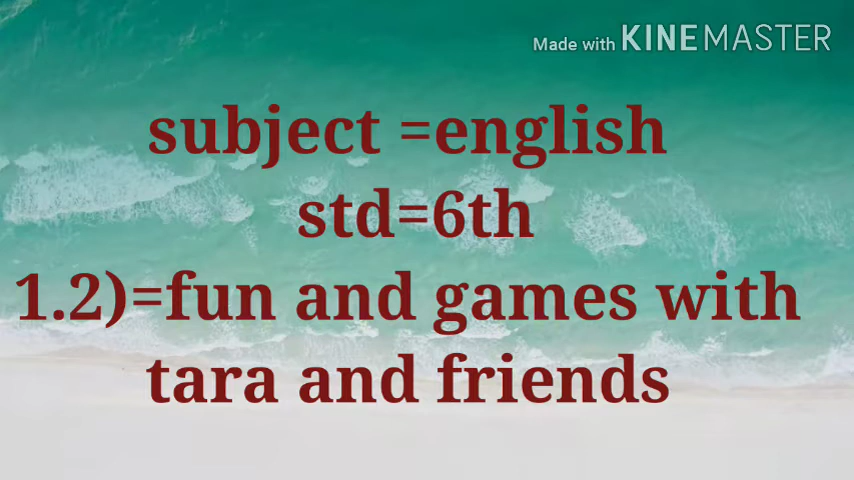 Made with KINEMASTER
subject =english
std=6th
1.2)=fun and games with
tara and friends